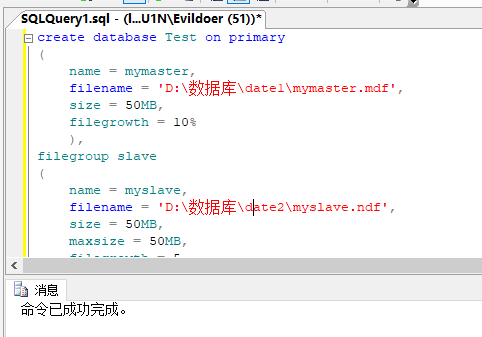 SQLQuery1.sql - (l...U1N\Evildoer (51))*
create database Test on primary
(
name = mymaster,
filename = 'D:\数据库\date1\mymaster.mdf',
size = 50MB,
filegrowth = 10%
),
filegroup slave
(
name = myslave,
filename = 'D:\数据库\date2\myslave.ndf',
size = 50MB,
maxsize = 50MB,
filegrowth = 5
消息
命令已成功完成。